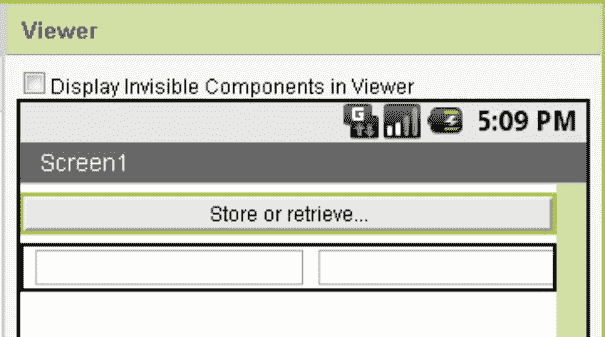 Viewer
Display Invisible Components in Viewer
G 5:09 PM
Screen1
Store or retrieve...